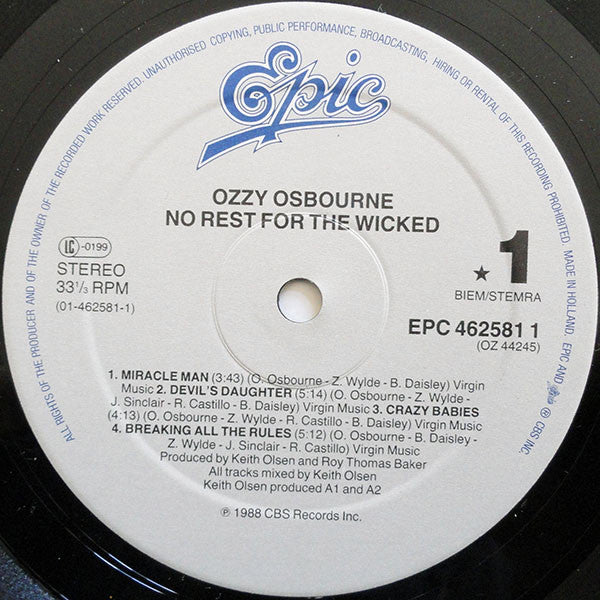 ALL RIGHTS OF THE PRODUCER AND OF THE OWNER OF THE RECORDED WORK RESERVED. UNAUTHORISED COPYING, PUBLIC PERFORMANCE, BROADCASTING, HIRING OR RENTAL OF THIS RECORDING PROHIBITED. MADE IN HOLLAND. EPIC AND Epic ® CBS INC.
Epic
OZZY OSBOURNE
NO REST FOR THE WICKED
LC -0199
STEREO
33 1/3 RPM
(01-462581-1)
★ 1
BIEM/STEMRA
EPC 462581 1
(OZ 44245)
1. MIRACLE MAN (3:43) (O. Osbourne - Z. Wylde - B. Daisley) Virgin
Music 2. DEVIL'S DAUGHTER (5:14) (O. Osbourne - Z. Wylde -
J. Sinclair - R. Castillo - B. Daisley) Virgin Music 3. CRAZY BABIES
(4:13) (O. Osbourne - Z. Wylde - R. Castillo - B. Daisley) Virgin Music
4. BREAKING ALL THE RULES (5:12) (O. Osbourne - B. Daisley -
Z. Wylde - J. Sinclair - R. Castillo) Virgin Music
Produced by Keith Olsen and Roy Thomas Baker
All tracks mixed by Keith Olsen
Keith Olsen produced A1 and A2
℗ 1988 CBS Records Inc.